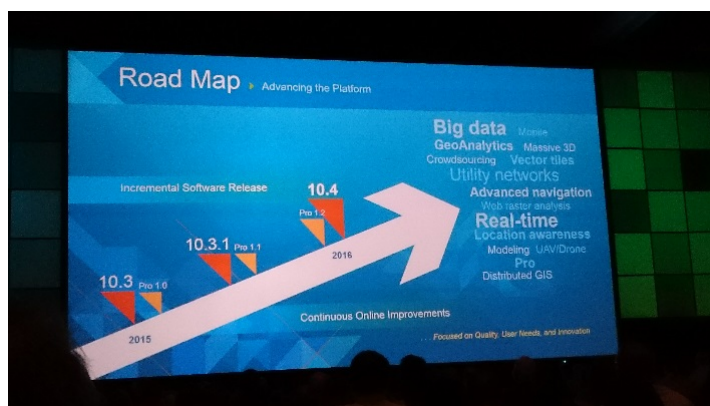 Road Map › Advancing the Platform
Big data Mobile
GeoAnalytics Massive 3D
Crowdsourcing Vector tiles
Utility networks
Advanced navigation
Web raster analysis
Real-time
Location awareness
Modeling UAV/Drone
Pro
Distributed GIS
Incremental Software Release
10.4
Pro 1.2
2016
10.3.1 Pro 1.1
10.3 Pro 1.0
2015
Continuous Online Improvements
. . . Focused on Quality, User Needs, and Innovation